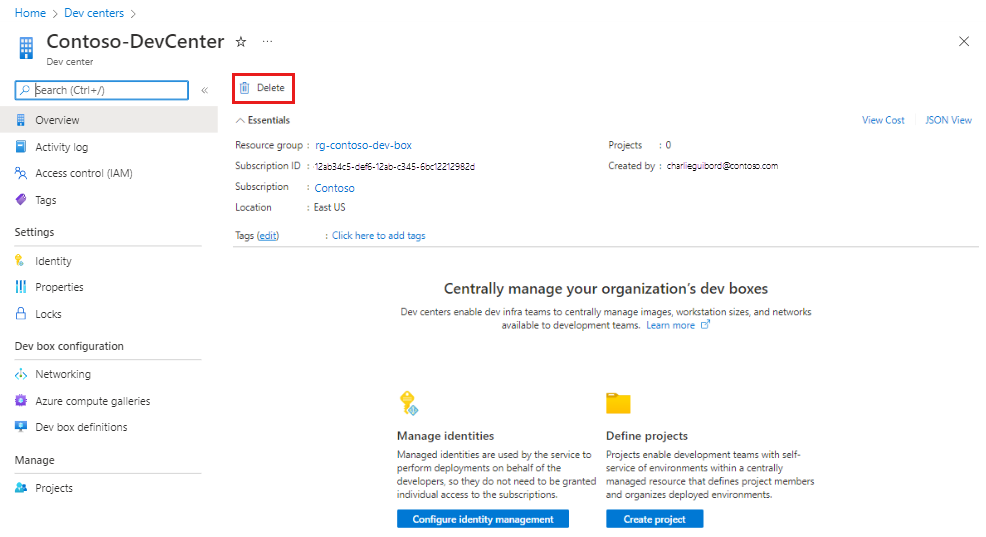 Home > Dev centers >
Contoso-DevCenter ☆ ...
Dev center
Search (Ctrl+/)
«
Delete
Overview
Activity log
Access control (IAM)
Tags
Settings
Identity
Properties
Locks
Dev box configuration
Networking
Azure compute galleries
Dev box definitions
Manage
Projects
Essentials
View Cost
JSON View
Resource group : rg-contoso-dev-box
Subscription ID : 12ab34c5-def6-12ab-c345-6bc12212982d
Subscription : Contoso
Location : East US
Projects : 0
Created by : charlieguibord@contoso.com
Tags (edit) : Click here to add tags
Centrally manage your organization's dev boxes
Dev centers enable dev infra teams to centrally manage images, workstation sizes, and networks
available to development teams. Learn more
Manage identities
Managed identities are used by the service to
perform deployments on behalf of the
developers, so they do not need to be granted
individual access to the subscriptions.
Configure identity management
Define projects
Projects enable development teams with self-
service of environments within a centrally
managed resource that defines project members
and organizes deployed environments.
Create project